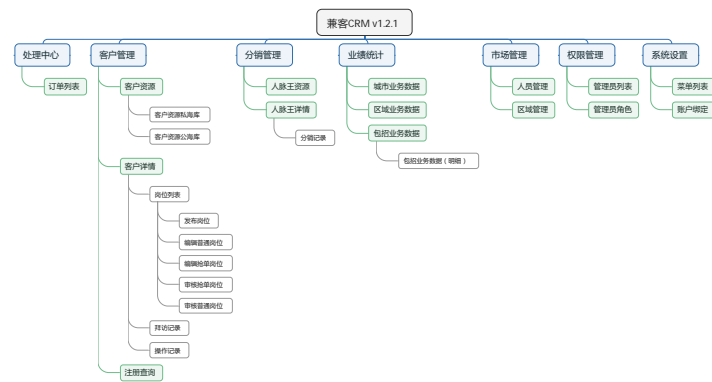 兼客CRM v1.2.1
处理中心
客户管理
分销管理
业绩统计
市场管理
权限管理
系统设置
订单列表
客户资源
客户资源私海库
客户资源公海库
客户详情
岗位列表
发布岗位
编辑普通岗位
编辑抢单岗位
审核抢单岗位
审核普通岗位
拜访记录
操作记录
注册查询
人脉王资源
人脉王详情
分销记录
城市业务数据
区域业务数据
包招业务数据
包招业务数据（明细）
人员管理
区域管理
管理员列表
管理员角色
菜单列表
账户绑定